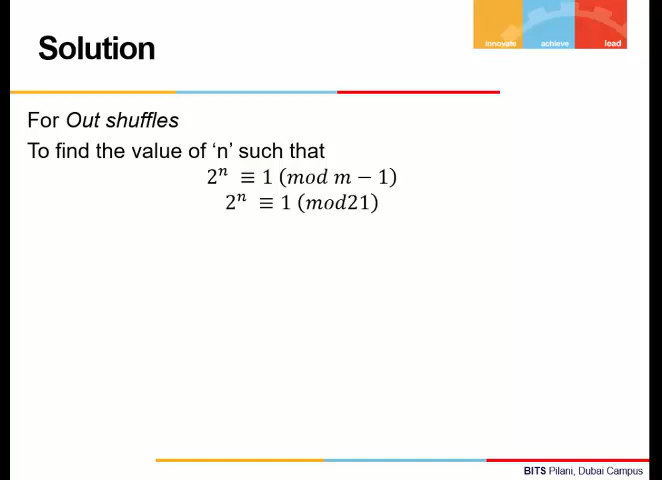 Solution
innovate achieve lead
For Out shuffles
To find the value of ‘n’ such that
2ⁿ ≡ 1 (mod m − 1)
2ⁿ ≡ 1 (mod21)
BITS Pilani, Dubai Campus